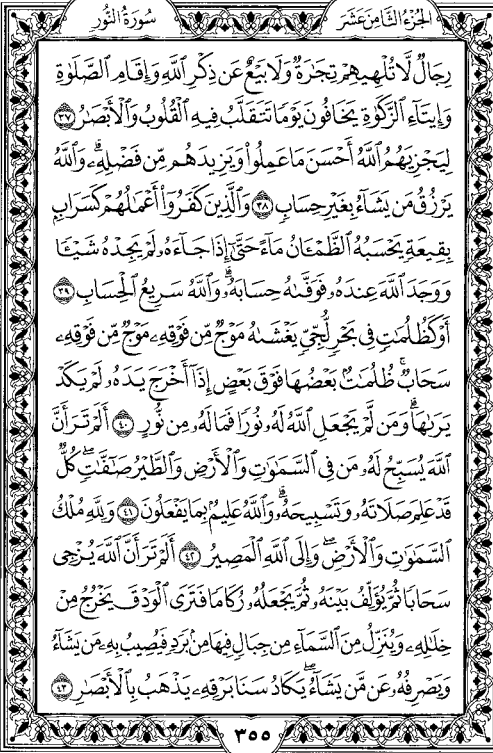 الجزء الثامن عشر
سورة النور
رِجَالٌ لَّا تُلْهِيهِمْ تِجَٰرَةٌ وَلَا بَيْعٌ عَن ذِكْرِ ٱللَّهِ وَإِقَامِ ٱلصَّلَوٰةِ
وَإِيتَآءِ ٱلزَّكَوٰةِ يَخَافُونَ يَوْمًا تَتَقَلَّبُ فِيهِ ٱلْقُلُوبُ وَٱلْأَبْصَٰرُ ٣٧
لِيَجْزِيَهُمُ ٱللَّهُ أَحْسَنَ مَا عَمِلُوا۟ وَيَزِيدَهُم مِّن فَضْلِهِۦ ۗ وَٱللَّهُ
يَرْزُقُ مَن يَشَآءُ بِغَيْرِ حِسَابٍ ٣٨ وَٱلَّذِينَ كَفَرُوٓا۟ أَعْمَٰلُهُمْ كَسَرَابٍۭ
بِقِيعَةٍ يَحْسَبُهُ ٱلظَّمْـَٔانُ مَآءً حَتَّىٰٓ إِذَا جَآءَهُۥ لَمْ يَجِدْهُ شَيْـًٔا
وَوَجَدَ ٱللَّهَ عِندَهُۥ فَوَفَّىٰهُ حِسَابَهُۥ ۗ وَٱللَّهُ سَرِيعُ ٱلْحِسَابِ ٣٩
أَوْ كَظُلُمَٰتٍ فِى بَحْرٍ لُّجِّىٍّ يَغْشَىٰهُ مَوْجٌ مِّن فَوْقِهِۦ مَوْجٌ مِّن فَوْقِهِۦ
سَحَابٌ ۚ ظُلُمَٰتٌۢ بَعْضُهَا فَوْقَ بَعْضٍ إِذَآ أَخْرَجَ يَدَهُۥ لَمْ يَكَدْ
يَرَىٰهَا ۗ وَمَن لَّمْ يَجْعَلِ ٱللَّهُ لَهُۥ نُورًا فَمَا لَهُۥ مِن نُّورٍ ٤٠ أَلَمْ تَرَ أَنَّ
ٱللَّهَ يُسَبِّحُ لَهُۥ مَن فِى ٱلسَّمَٰوَٰتِ وَٱلْأَرْضِ وَٱلطَّيْرُ صَٰٓفَّٰتٍ ۖ كُلٌّ
قَدْ عَلِمَ صَلَاتَهُۥ وَتَسْبِيحَهُۥ ۗ وَٱللَّهُ عَلِيمٌۢ بِمَا يَفْعَلُونَ ٤١ وَلِلَّهِ مُلْكُ
ٱلسَّمَٰوَٰتِ وَٱلْأَرْضِ ۖ وَإِلَى ٱللَّهِ ٱلْمَصِيرُ ٤٢ أَلَمْ تَرَ أَنَّ ٱللَّهَ يُزْجِى
سَحَابًا ثُمَّ يُؤَلِّفُ بَيْنَهُۥ ثُمَّ يَجْعَلُهُۥ رُكَامًا فَتَرَى ٱلْوَدْقَ يَخْرُجُ مِنْ
خِلَٰلِهِۦ وَيُنَزِّلُ مِنَ ٱلسَّمَآءِ مِن جِبَالٍ فِيهَا مِنۢ بَرَدٍ فَيُصِيبُ بِهِۦ مَن يَشَآءُ
وَيَصْرِفُهُۥ عَن مَّن يَشَآءُ ۖ يَكَادُ سَنَا بَرْقِهِۦ يَذْهَبُ بِٱلْأَبْصَٰرِ ٤٣
٣٥٥